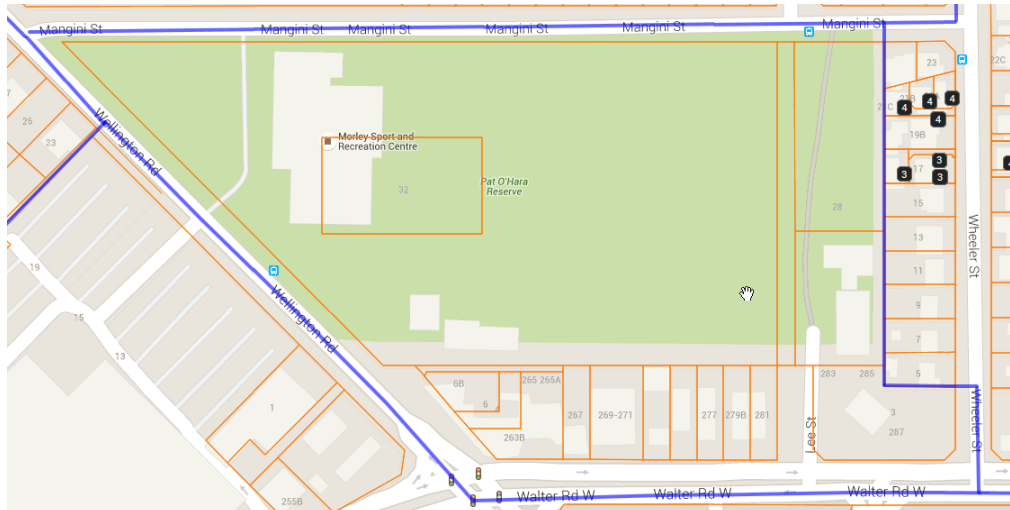 Mangini St
Mangini St
Mangini St
Mangini St
Mangini St
Mangini St
23
22C
4
4
4
4
25
23
Wellington Rd
Morley Sport and
Recreation Centre
19B
3
3
3
17
32
Pat O'Hara
Reserve
28
15
Wheeler St
13
11
19
15
13
Wellington Rd
9
7
5
6B
6
265 265A
267
269-271
277
279B
281
283
285
3
287
1
263B
Lee St
Wheeler St
255B
Walter Rd W
Walter Rd W
Walter Rd W